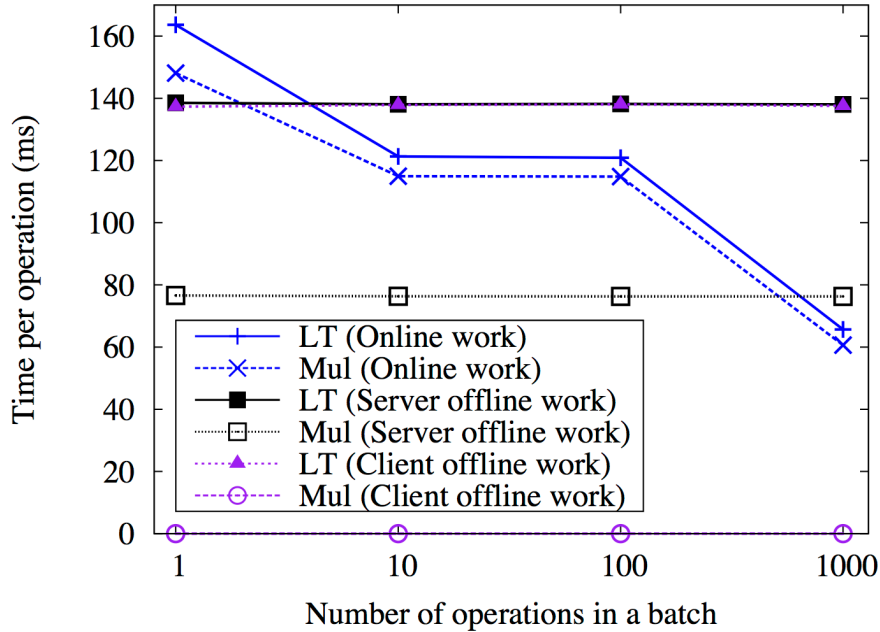 160
140
120
100
80
60
40
20
0
Time per operation (ms)
LT (Online work)
Mul (Online work)
LT (Server offline work)
Mul (Server offline work)
LT (Client offline work)
Mul (Client offline work)
1 10 100 1000
Number of operations in a batch